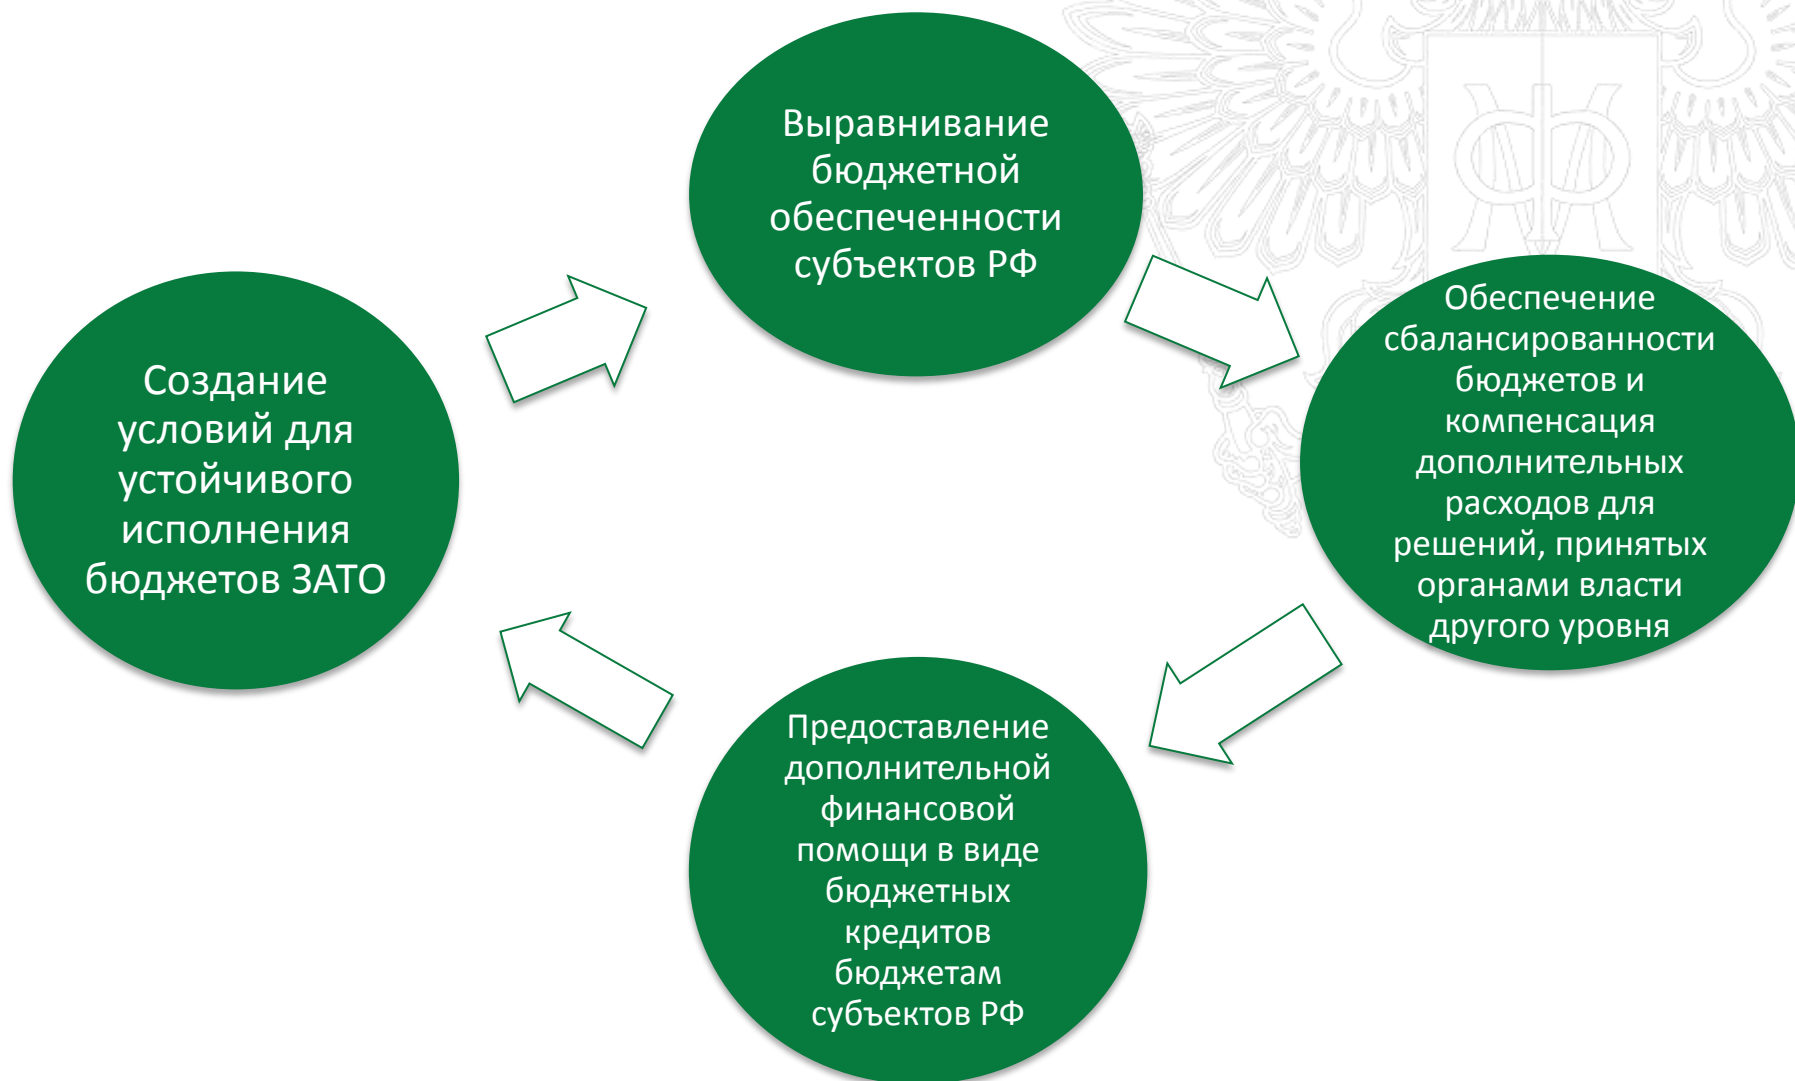 Выравнивание
бюджетной
обеспеченности
субъектов РФ
Обеспечение
сбалансированности
бюджетов и
компенсация
дополнительных
расходов для
решений, принятых
органами власти
другого уровня
Предоставление
дополнительной
финансовой
помощи в виде
бюджетных
кредитов
бюджетам
субъектов РФ
Создание
условий для
устойчивого
исполнения
бюджетов ЗАТО